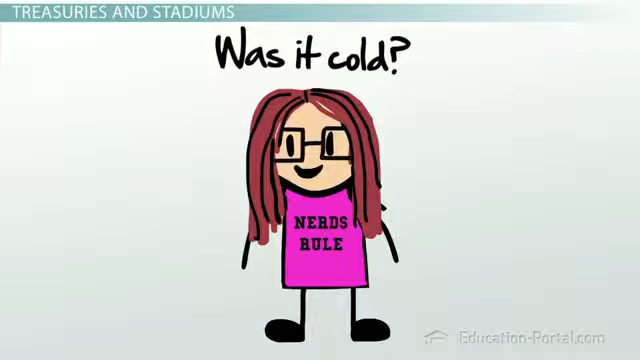 TREASURIES AND STADIUMS
Was it cold?
NERDS
RULE
Education-Portal.com